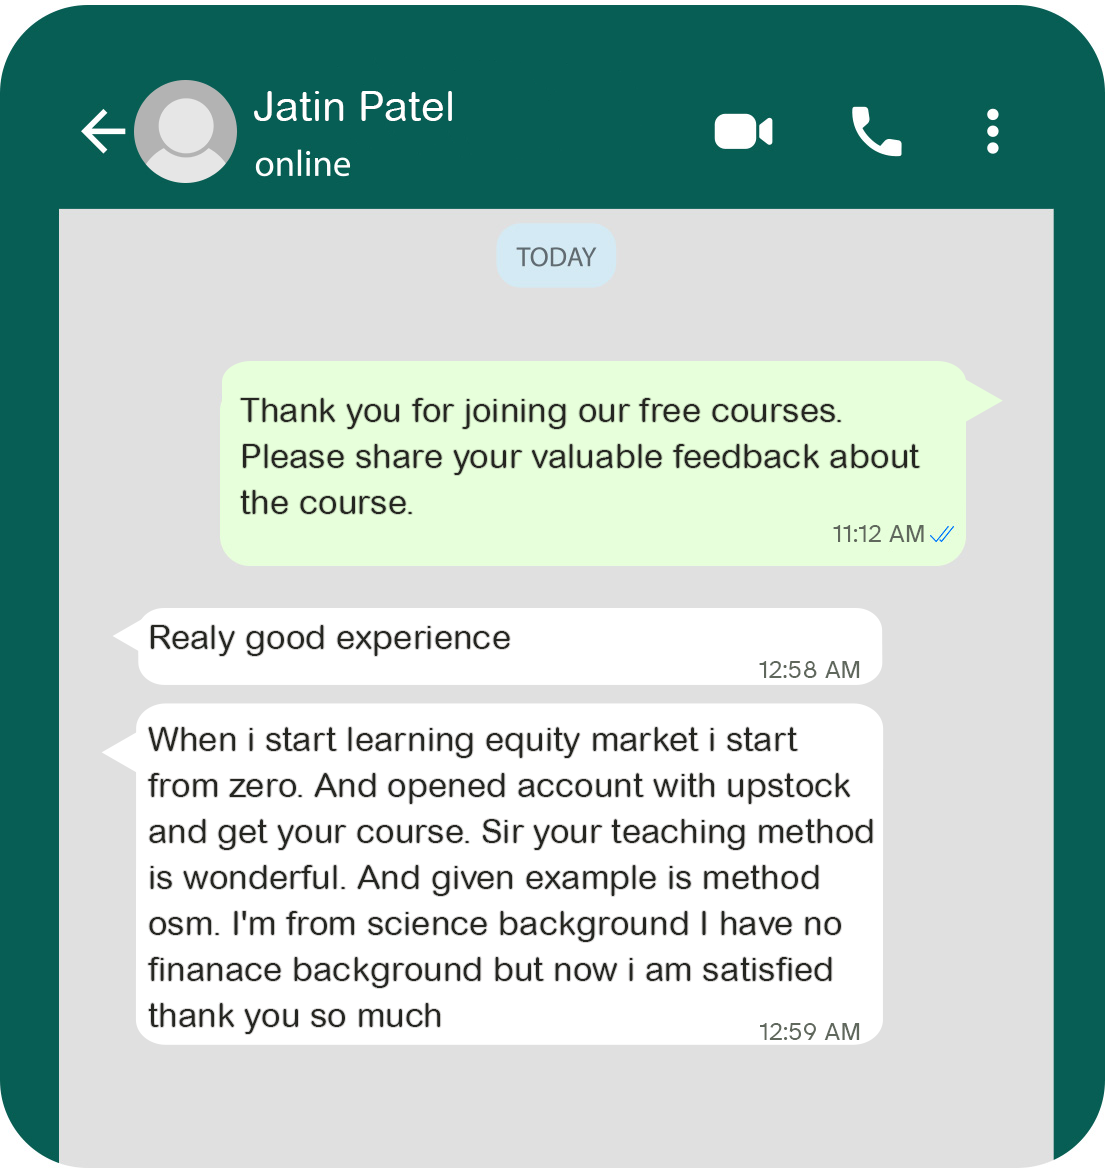 Jatin Patel
online
TODAY
Thank you for joining our free courses.
Please share your valuable feedback about
the course.
11:12 AM
Realy good experience
12:58 AM
When i start learning equity market i start
from zero. And opened account with upstock
and get your course. Sir your teaching method
is wonderful. And given example is method
osm. I'm from science background I have no
finanace background but now i am satisfied
thank you so much
12:59 AM